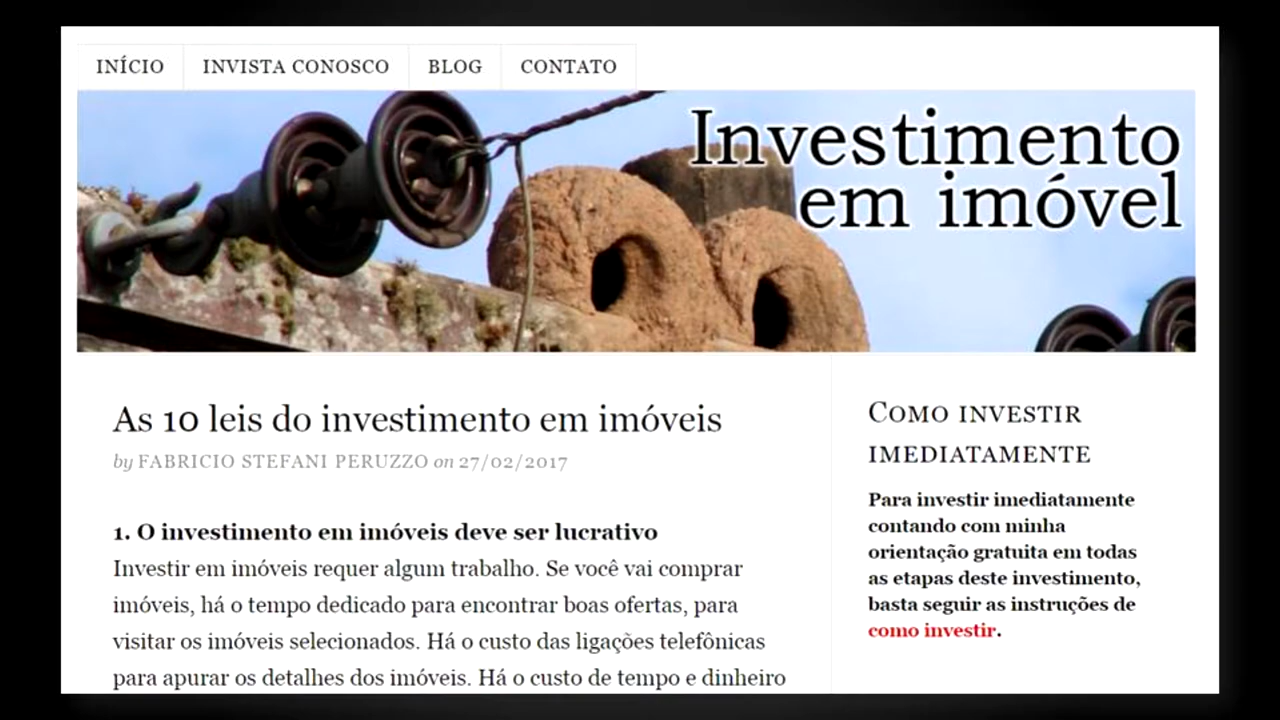 INÍCIO INVISTA CONOSCO BLOG CONTATO
Investimento
em imóvel
As 10 leis do investimento em imóveis
by FABRICIO STEFANI PERUZZO on 27/02/2017
1. O investimento em imóveis deve ser lucrativo
Investir em imóveis requer algum trabalho. Se você vai comprar
imóveis, há o tempo dedicado para encontrar boas ofertas, para
visitar os imóveis selecionados. Há o custo das ligações telefônicas
para apurar os detalhes dos imóveis. Há o custo de tempo e dinheiro
COMO INVESTIR
IMEDIATAMENTE
Para investir imediatamente
contando com minha
orientação gratuita em todas
as etapas deste investimento,
basta seguir as instruções de
como investir.